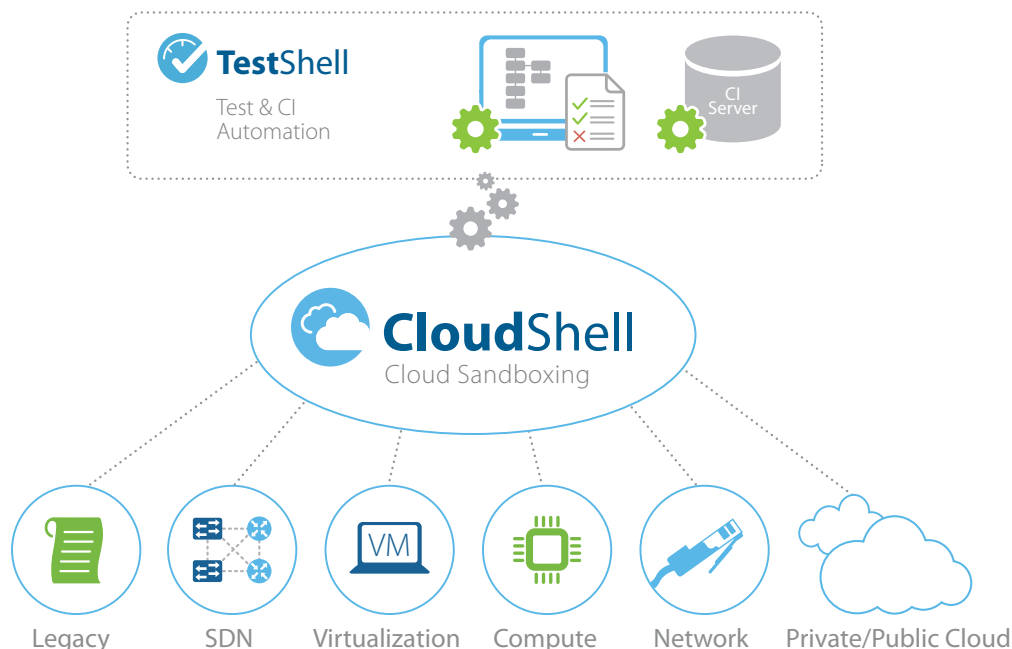 TestShell
Test & CI
Automation
CI
Server
CloudShell
Cloud Sandboxing
VM
Legacy
SDN
Virtualization
Compute
Network
Private/Public Cloud